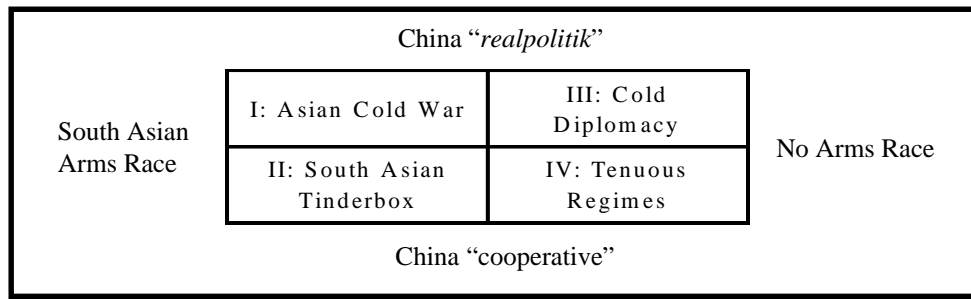 China “realpolitik”
I: Asian Cold War
III: Cold
Diplomacy
South Asian
Arms Race
No Arms Race
II: South Asian
Tinderbox
IV: Tenuous
Regimes
China “cooperative”